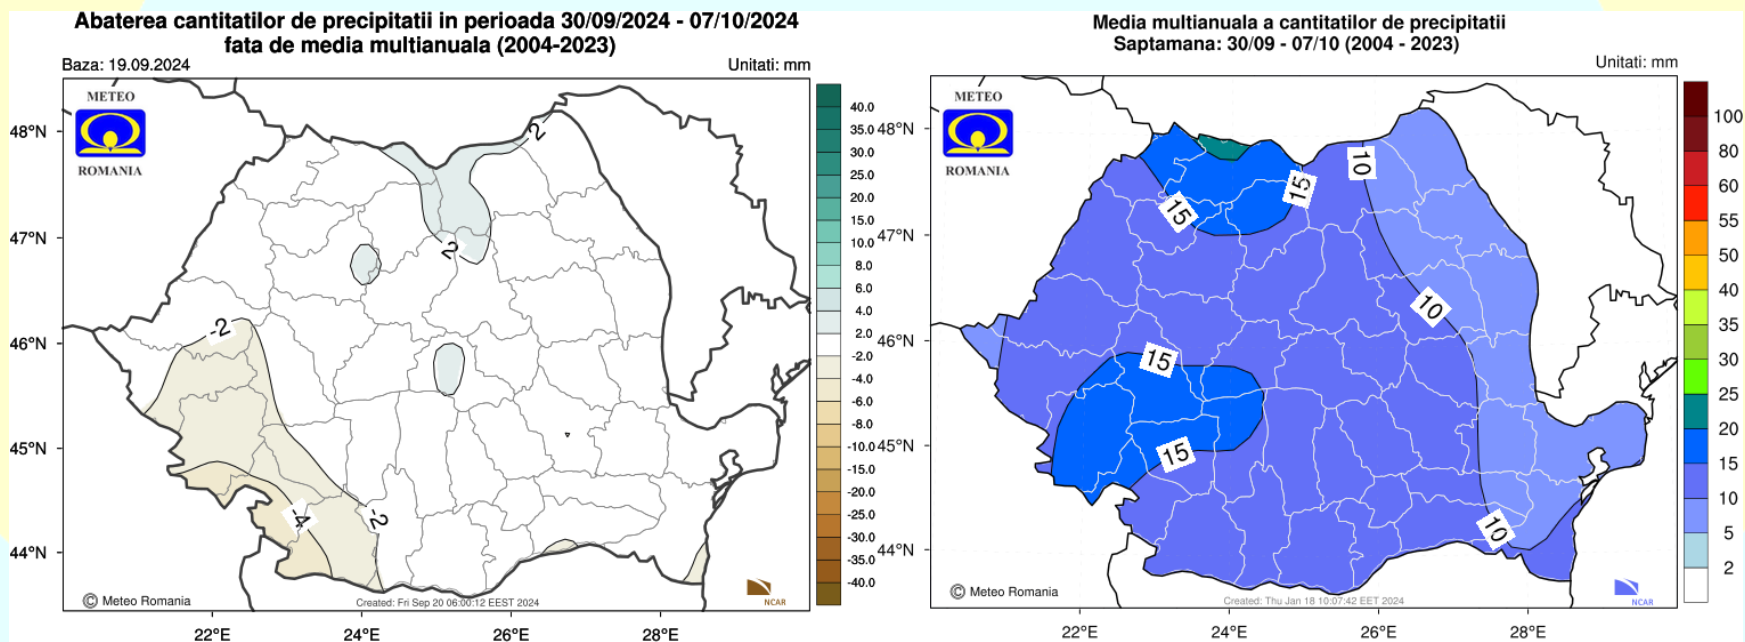 Abaterea cantitatilor de precipitatii in perioada 30/09/2024 - 07/10/2024
fata de media multianuala (2004-2023)
Baza: 19.09.2024
Unitati: mm
METEO
ROMANIA
48°N
47°N
46°N
45°N
44°N
22°E
24°E
26°E
28°E
2
2
-2
-4
-2
© Meteo Romania
Created: Fri Sep 20 06:00:12 EEST 2024
NCAR
40.0
35.0
30.0
25.0
20.0
15.0
10.0
8.0
6.0
4.0
2.0
-2.0
-4.0
-6.0
-8.0
-10.0
-15.0
-20.0
-25.0
-30.0
-35.0
-40.0
Media multianuala a cantitatilor de precipitatii
Saptamana: 30/09 - 07/10 (2004 - 2023)
Unitati: mm
METEO
ROMANIA
48°N
47°N
46°N
45°N
44°N
22°E
24°E
26°E
28°E
15
15
10
10
15
15
10
© Meteo Romania
Created: Thu Jan 18 10:07:42 EET 2024
NCAR
100
80
60
55
50
40
35
30
25
20
15
10
5
2